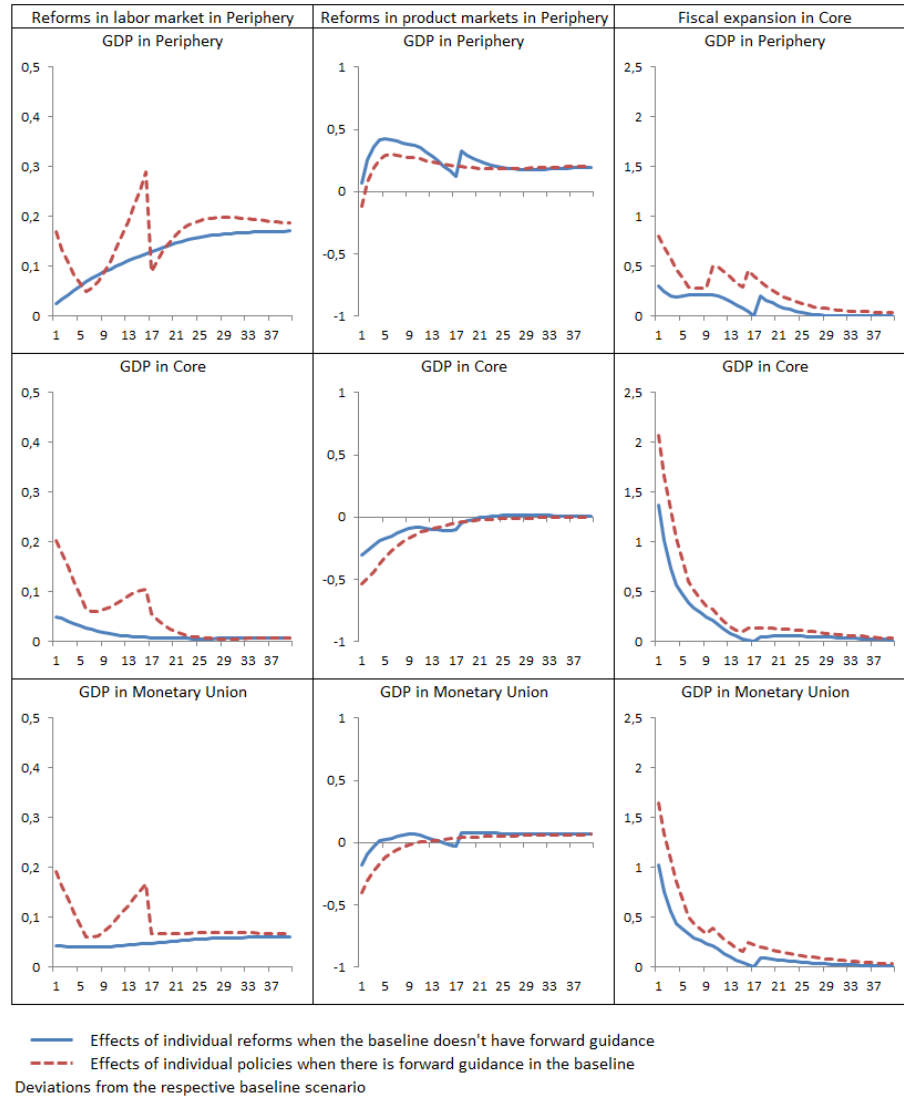 Reforms in labor market in Periphery
Reforms in product markets in Periphery
Fiscal expansion in Core
GDP in Periphery
GDP in Periphery
GDP in Periphery
0,5
0,4
0,3
0,2
0,1
0
1 5 9 13 17 21 25 29 33 37
1
0,5
0
-0,5
-1
1 5 9 13 17 21 25 29 33 37
2,5
2
1,5
1
0,5
0
1 5 9 13 17 21 25 29 33 37
GDP in Core
GDP in Core
GDP in Core
0,5
0,4
0,3
0,2
0,1
0
1 5 9 13 17 21 25 29 33 37
1
0,5
0
-0,5
-1
1 5 9 13 17 21 25 29 33 37
2,5
2
1,5
1
0,5
0
1 5 9 13 17 21 25 29 33 37
GDP in Monetary Union
GDP in Monetary Union
GDP in Monetary Union
0,5
0,4
0,3
0,2
0,1
0
1 5 9 13 17 21 25 29 33 37
1
0,5
0
-0,5
-1
1 5 9 13 17 21 25 29 33 37
2,5
2
1,5
1
0,5
0
1 5 9 13 17 21 25 29 33 37
Effects of individual reforms when the baseline doesn't have forward guidance
Effects of individual policies when there is forward guidance in the baseline
Deviations from the respective baseline scenario